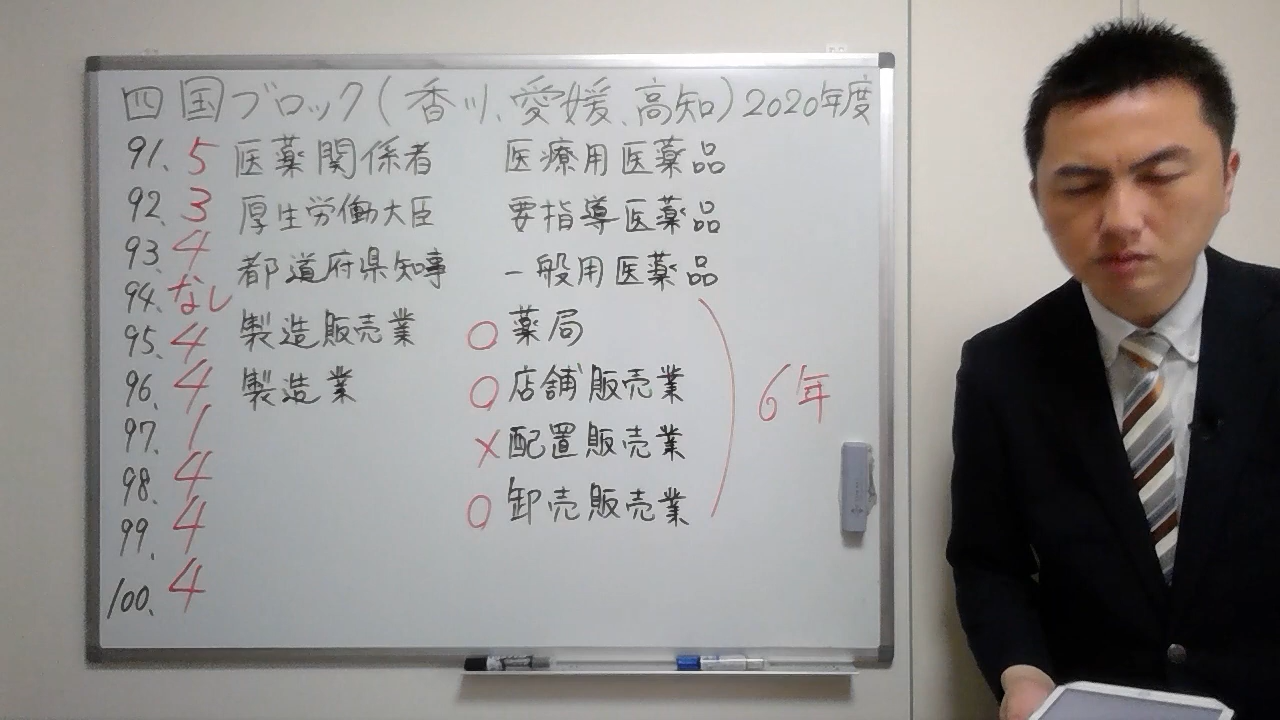 四国ブロック(香川、愛媛、高知)2020年度
91. 5 医薬関係者 医療用医薬品
92. 3 厚生労働大臣 要指導医薬品
93. 4 都道府県知事 一般用医薬品
94. なし
95. 4 製造販売業 ○薬局
96. 4 製造業 ○店舗販売業 6年
97. 1 ×配置販売業
98. 4 ○卸売販売業
99. 4
100. 4